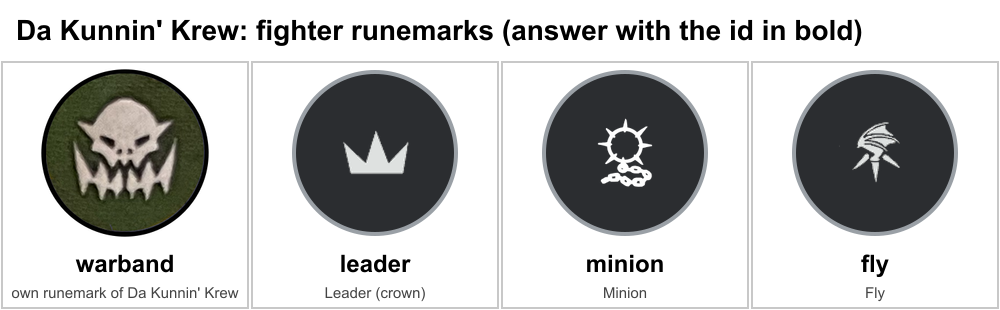 Da Kunnin' Krew: fighter runemarks (answer with the id in bold)
warband
own runemark of Da Kunnin' Krew
leader
Leader (crown)
minion
Minion
fly
Fly